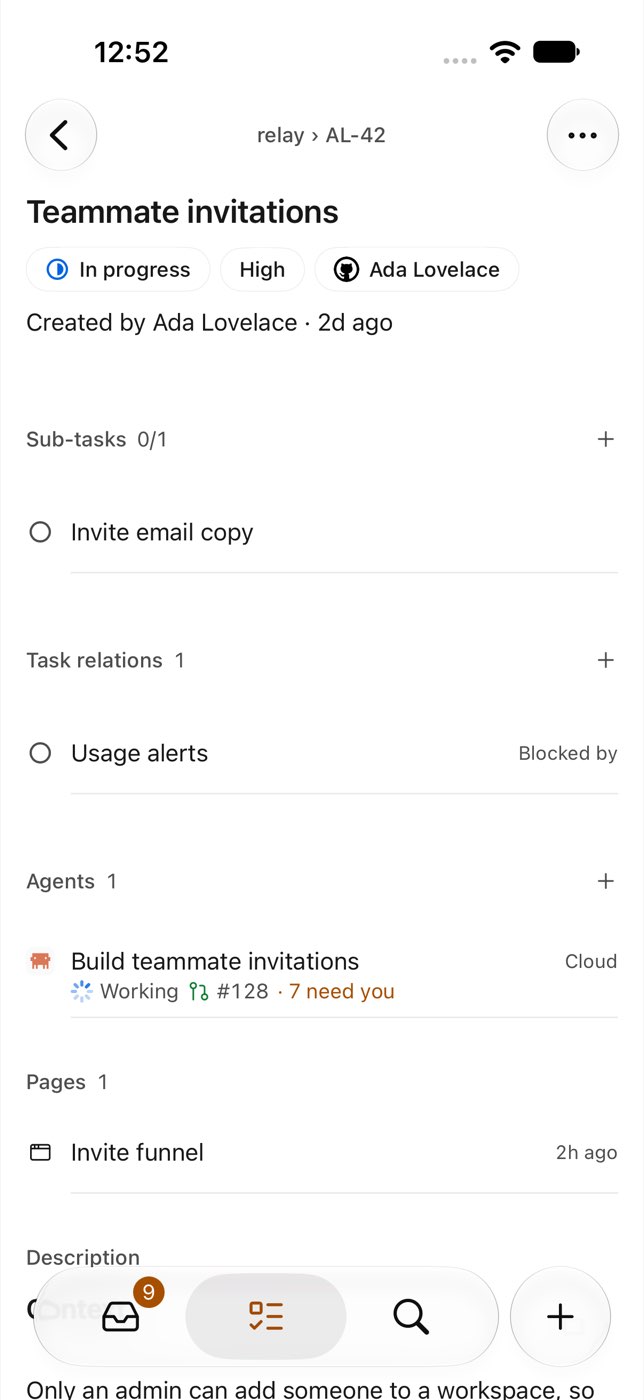 12:52
relay › AL-42
Teammate invitations
In progress
High
Ada Lovelace
Created by Ada Lovelace · 2d ago
Sub-tasks 0/1
Invite email copy
Task relations 1
Usage alerts
Blocked by
Agents 1
Build teammate invitations
Cloud
Working #128 · 7 need you
Pages 1
Invite funnel
2h ago
Description
9
Only an admin can add someone to a workspace, so